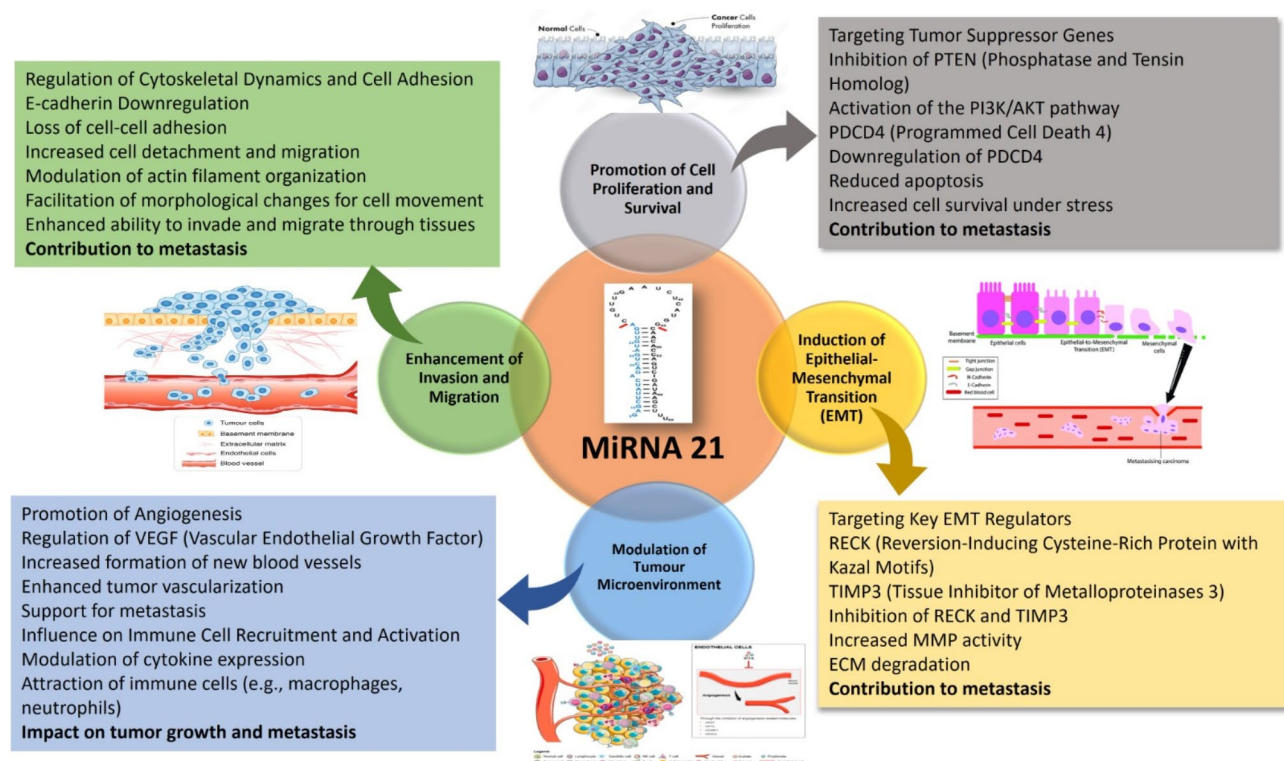 Normal Cells
Cancer Cells
Proliferation
Regulation of Cytoskeletal Dynamics and Cell Adhesion
E-cadherin Downregulation
Loss of cell-cell adhesion
Increased cell detachment and migration
Modulation of actin filament organization
Facilitation of morphological changes for cell movement
Enhanced ability to invade and migrate through tissues
Contribution to metastasis
Targeting Tumor Suppressor Genes
Inhibition of PTEN (Phosphatase and Tensin
Homolog)
Activation of the PI3K/AKT pathway
PDCD4 (Programmed Cell Death 4)
Downregulation of PDCD4
Reduced apoptosis
Increased cell survival under stress
Contribution to metastasis
Promotion of Cell
Proliferation and
Survival
Enhancement of
Invasion and
Migration
MiRNA 21
Induction of
Epithelial-
Mesenchymal
Transition
(EMT)
Modulation of
Tumour
Microenvironment
Tumour cells
Basement membrane
Extracellular matrix
Endothelial cells
Blood vessel
Basement
membrane
Epithelial cells
Epithelial-to-Mesenchymal
Transition (EMT)
Mesenchymal
cells
Tight junction
Gap junction
N-Cadherin
E-Cadherin
Red blood cell
Metastasising
carcinoma
Promotion of Angiogenesis
Regulation of VEGF (Vascular Endothelial Growth Factor)
Increased formation of new blood vessels
Enhanced tumor vascularization
Support for metastasis
Influence on Immune Cell Recruitment and Activation
Modulation of cytokine expression
Attraction of immune cells (e.g., macrophages,
neutrophils)
Impact on tumor growth and metastasis
Targeting Key EMT Regulators
RECK (Reversion-Inducing Cysteine-Rich Protein with
Kazal Motifs)
TIMP3 (Tissue Inhibitor of Metalloproteinases 3)
Inhibition of RECK and TIMP3
Increased MMP activity
ECM degradation
Contribution to metastasis
ENDOTHELIAL CELLS
Angiogenesis
Legend